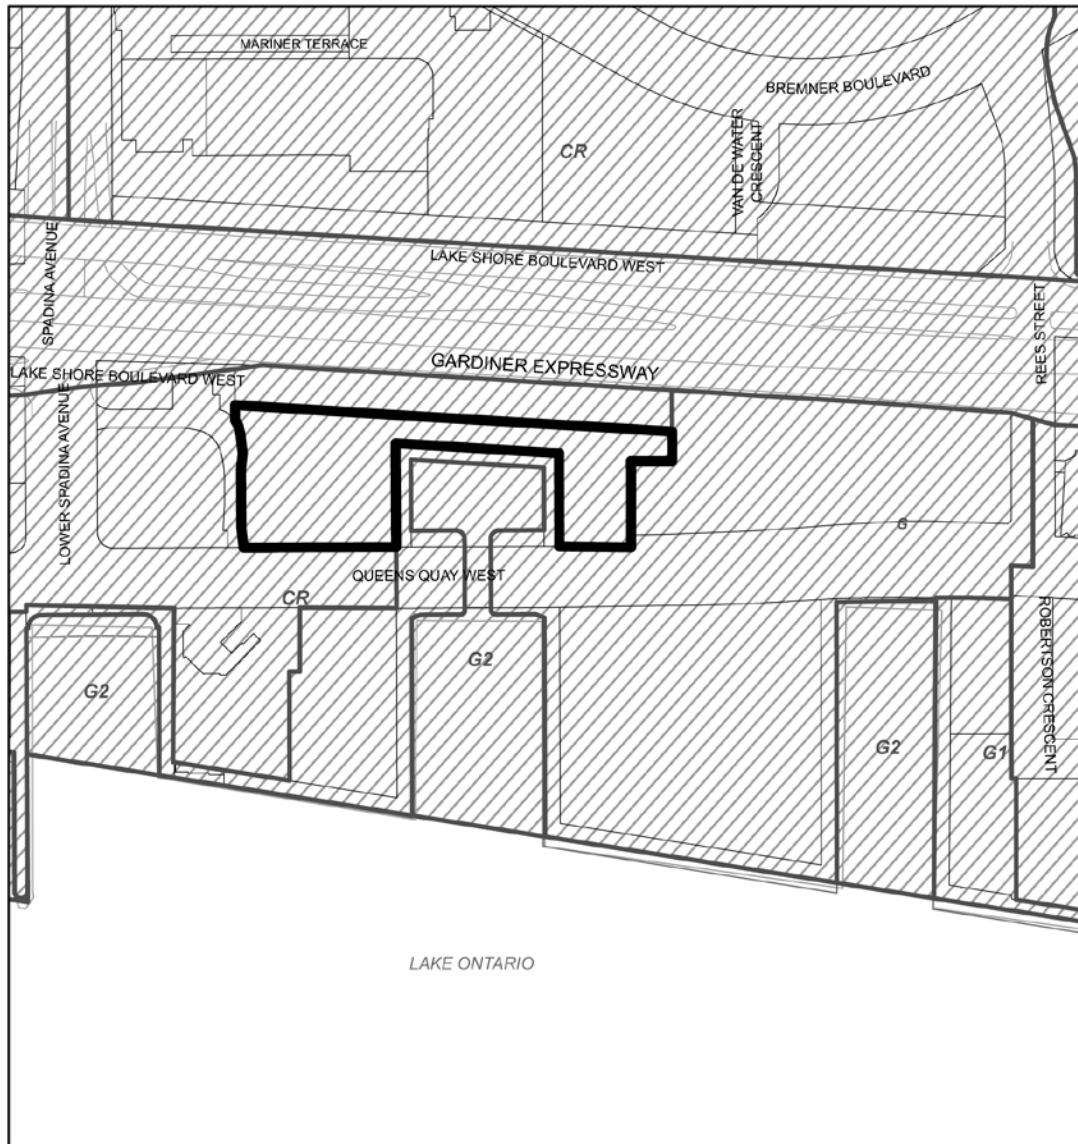 MARINER TERRACE
BREMNER BOULEVARD
VAN DE WATER
CRESCENT
CR
SPADINA AVENUE
LAKE SHORE BOULEVARD WEST
REES STREET
GARDINER EXPRESSWAY
LAKE SHORE BOULEVARD WEST
LOWER SPADINA AVENUE
G
QUEENS QUAY WEST
CR
ROBERTSON CRESCENT
G2
G2
G2
G1
LAKE ONTARIO